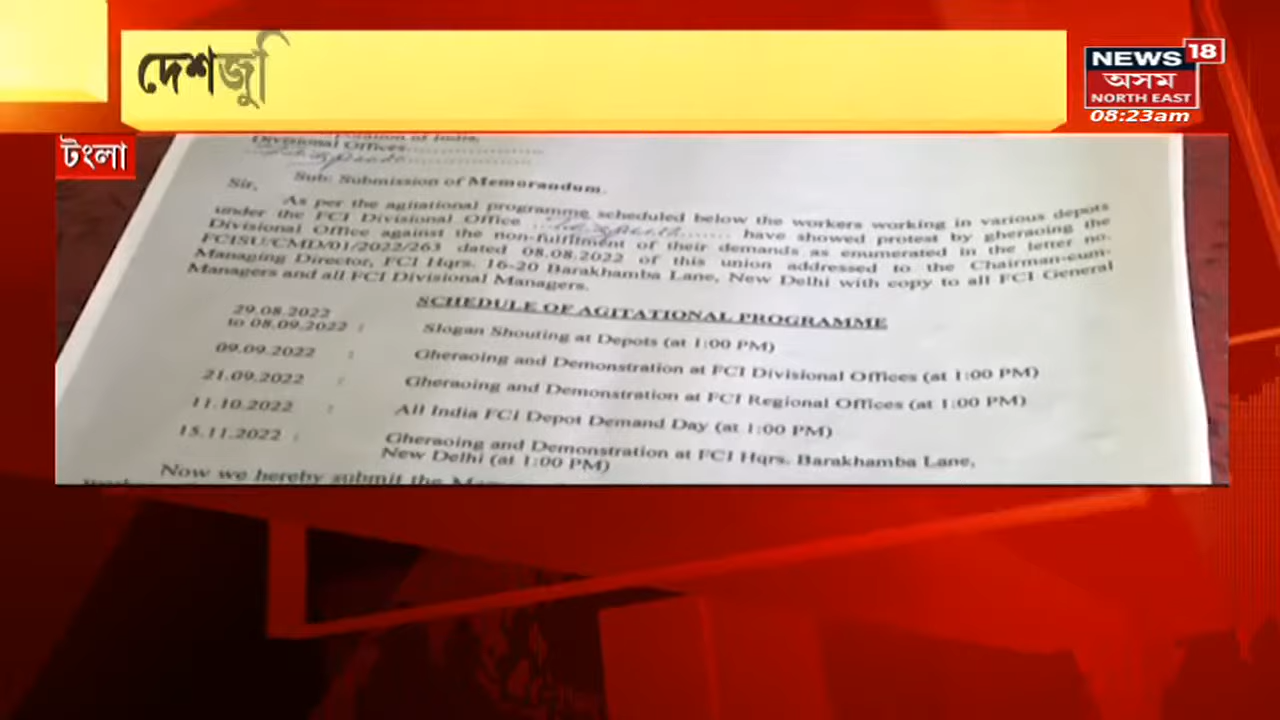 দেশজুি
NEWS 18
অসম
NORTH EAST
08:23am
টংলা
Divisional Offices
Sub: Submission of Memorandum.
Sir,
As per the agitational programme scheduled below the workers working in various depots
under the FCI Divisional Office have showed protest by gheraoing the
Divisional Office against the non-fulfilment of their demands as enumerated in the letter no.
FCISU/CMD/01/2022/263 dated 08.08.2022 of this union addressed to the Chairman-cum-
Managing Director, FCI Hqrs. 16-20 Barakhamba Lane, New Delhi with copy to all FCI General
Managers and all FCI Divisional Managers.
SCHEDULE OF AGITATIONAL PROGRAMME
29.08.2022
to 08.09.2022 : Slogan Shouting at Depots (at 1:00 PM)
09.09.2022 : Gheraoing and Demonstration at FCI Divisional Offices (at 1:00 PM)
21.09.2022 : Gheraoing and Demonstration at FCI Regional Offices (at 1:00 PM)
11.10.2022 : All India FCI Depot Demand Day (at 1:00 PM)
15.11.2022 : Gheraoing and Demonstration at FCI Hqrs. Barakhamba Lane,
New Delhi (at 1:00 PM)
Now we hereby submit the